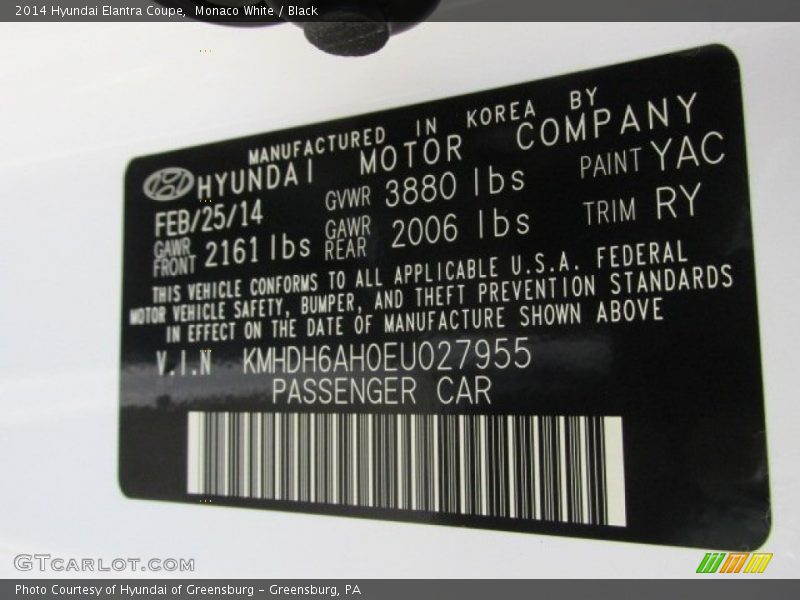 2014 Hyundai Elantra Coupe, Monaco White / Black
MANUFACTURED IN KOREA BY
HYUNDAI MOTOR COMPANY
FEB/25/14 GVWR 3880 lbs PAINT YAC
GAWR FRONT 2161 lbs GAWR REAR 2006 lbs TRIM RY
THIS VEHICLE CONFORMS TO ALL APPLICABLE U.S.A. FEDERAL
MOTOR VEHICLE SAFETY, BUMPER, AND THEFT PREVENTION STANDARDS
IN EFFECT ON THE DATE OF MANUFACTURE SHOWN ABOVE
V.I.N KMHDH6AH0EU027955
PASSENGER CAR
GTCARLOT.COM
Photo Courtesy of Hyundai of Greensburg - Greensburg, PA